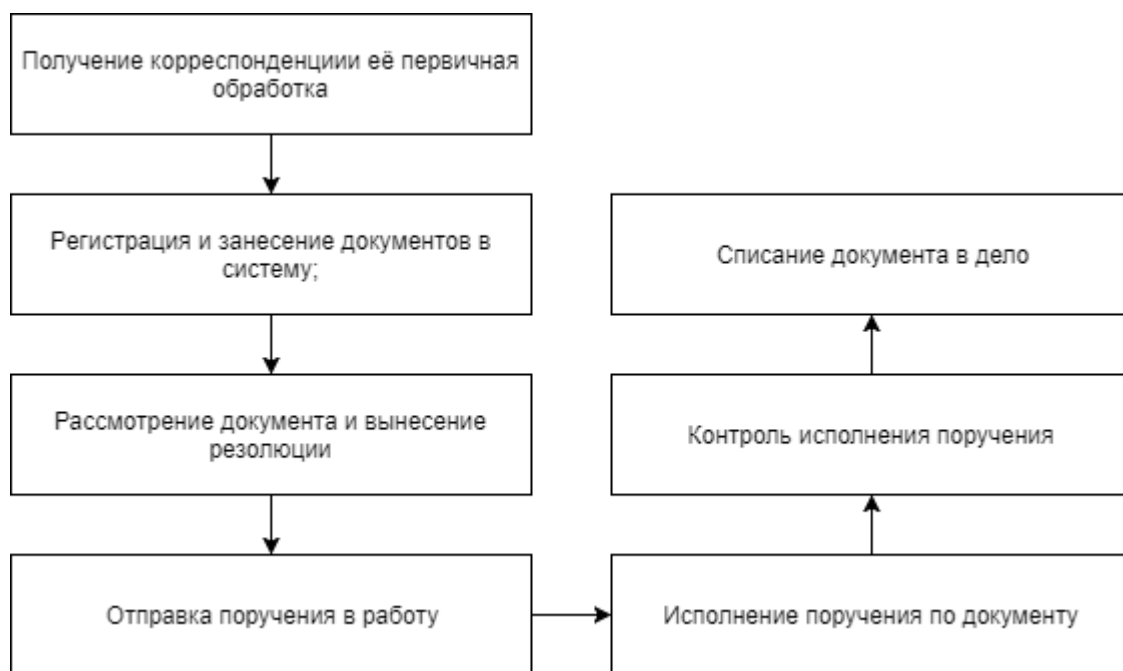 Получение корреспонденциии её первичная
обработка
Регистрация и занесение документов в
систему;
Рассмотрение документа и вынесение
резолюции
Отправка поручения в работу
Исполнение поручения по документу
Контроль исполнения поручения
Списание документа в дело